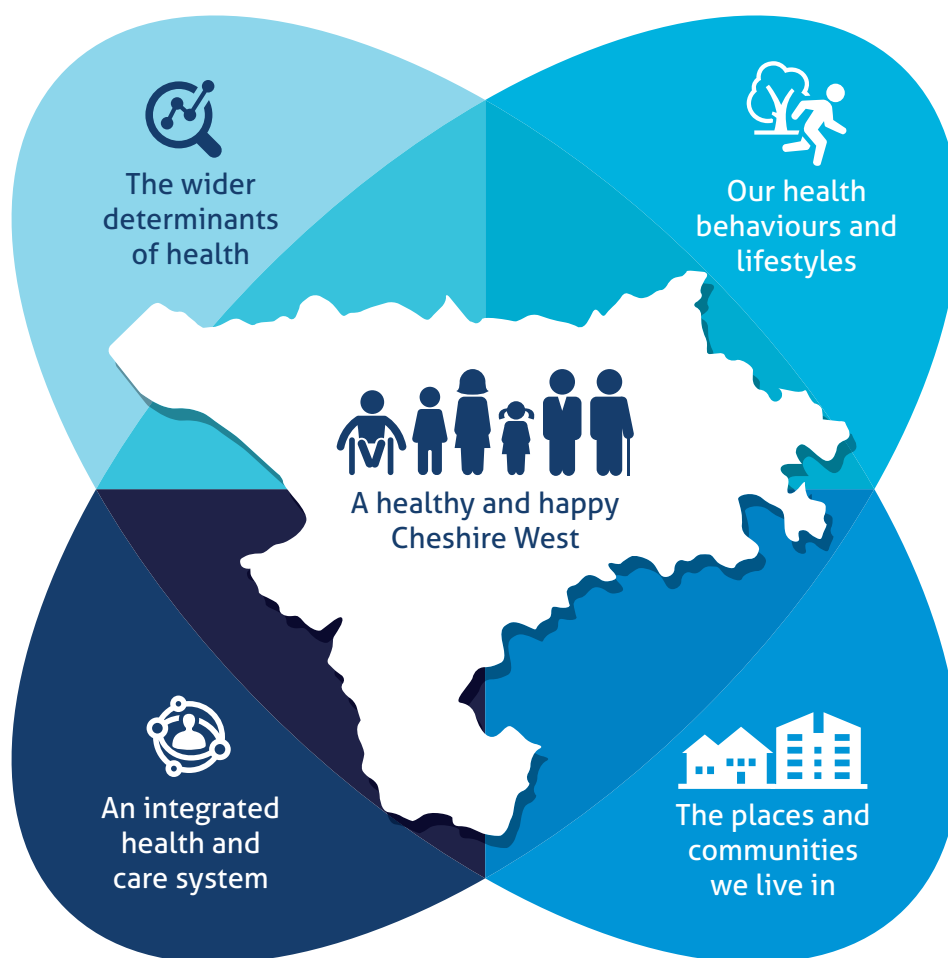 The wider
determinants
of health
Our health
behaviours and
lifestyles
A healthy and happy
Cheshire West
An integrated
health and
care system
The places and
communities
we live in